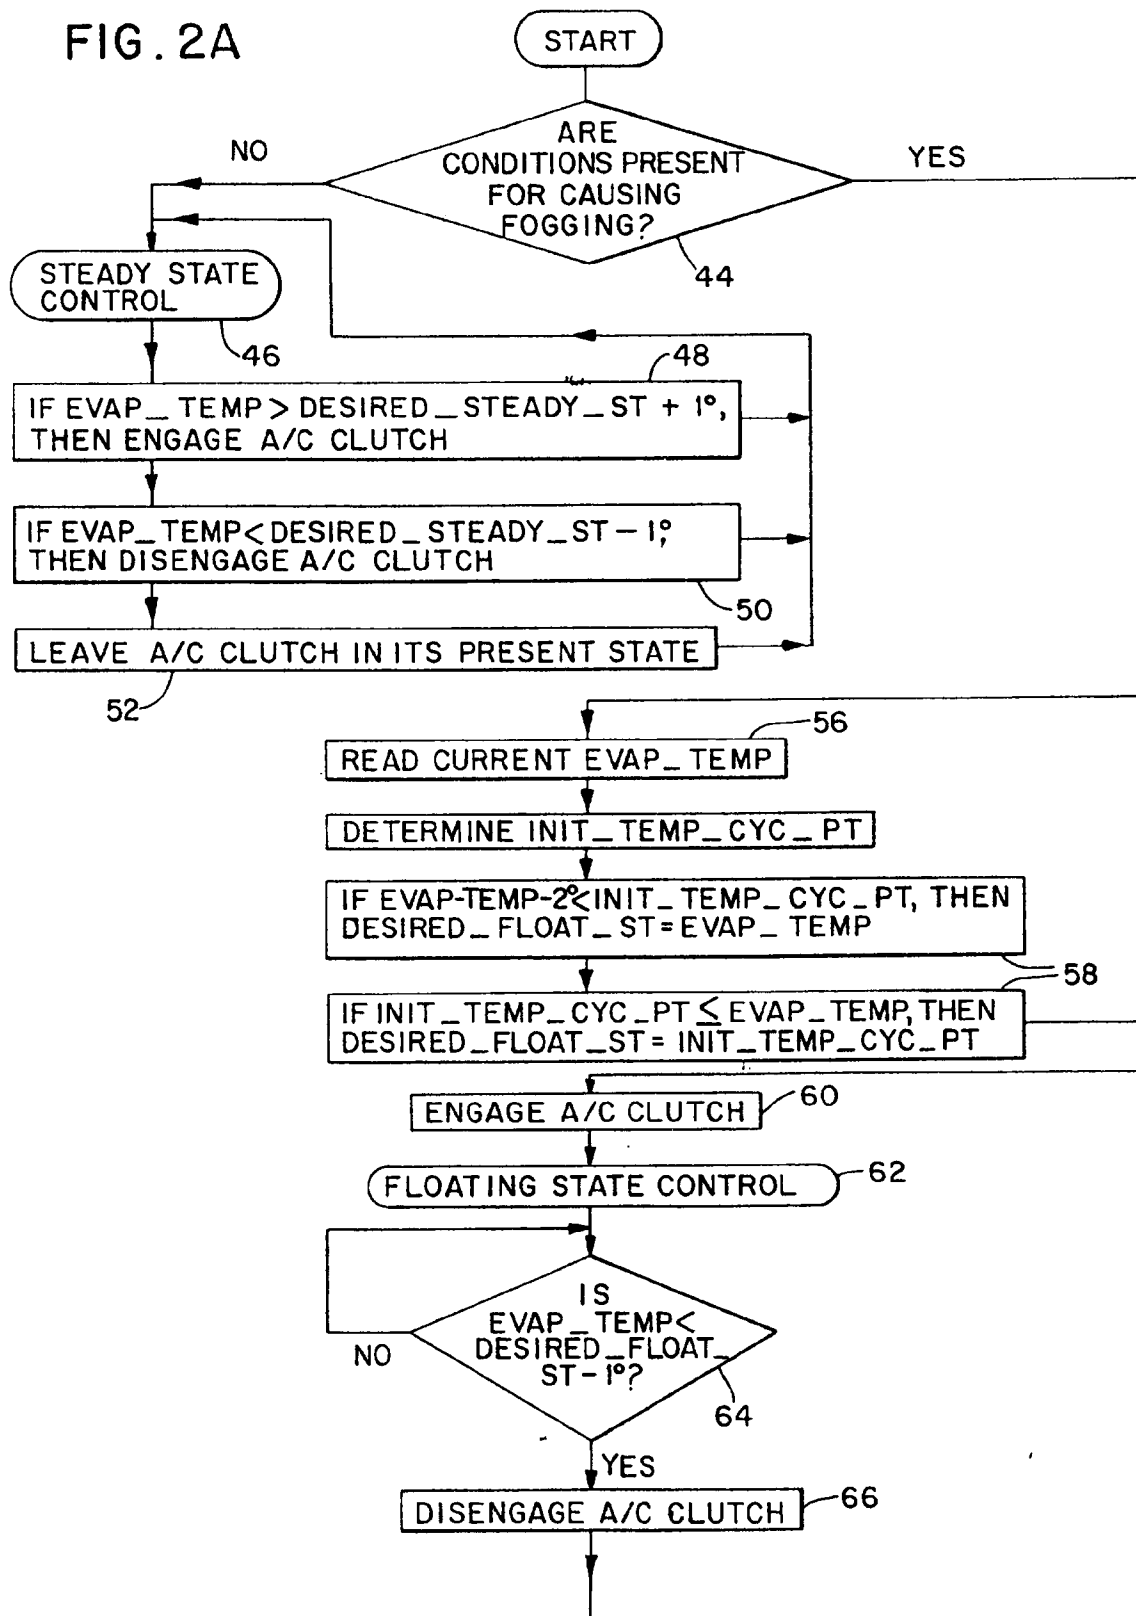 FIG. 2A
START
ARE
CONDITIONS PRESENT
FOR CAUSING
FOGGING?
NO
YES
44
STEADY STATE
CONTROL
46
48
IF EVAP_TEMP > DESIRED_STEADY_ST + 1°,
THEN ENGAGE A/C CLUTCH
IF EVAP_TEMP < DESIRED_STEADY_ST - 1°,
THEN DISENGAGE A/C CLUTCH
50
LEAVE A/C CLUTCH IN ITS PRESENT STATE
52
56
READ CURRENT EVAP_TEMP
DETERMINE INIT_TEMP_CYC_PT
IF EVAP-TEMP-2°<INIT_TEMP_CYC_PT, THEN
DESIRED_FLOAT_ST = EVAP_TEMP
58
IF INIT_TEMP_CYC_PT ≤ EVAP_TEMP, THEN
DESIRED_FLOAT_ST = INIT_TEMP_CYC_PT
ENGAGE A/C CLUTCH
60
FLOATING STATE CONTROL
62
IS
EVAP_TEMP<
DESIRED_FLOAT_
ST-1°?
NO
64
YES
DISENGAGE A/C CLUTCH
66